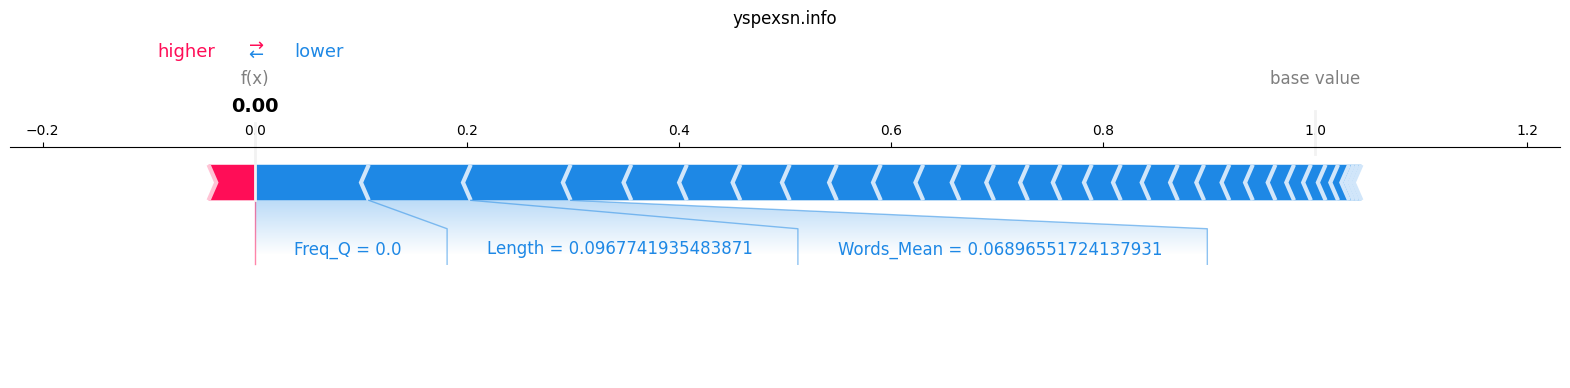 yspexsn.info
higher ⇄ lower
f(x) base value
0.00
−0.2 0 0 0.2 0.4 0.6 0.8 1 0 1.2
Freq_Q = 0.0 Length = 0.0967741935483871 Words_Mean = 0.06896551724137931